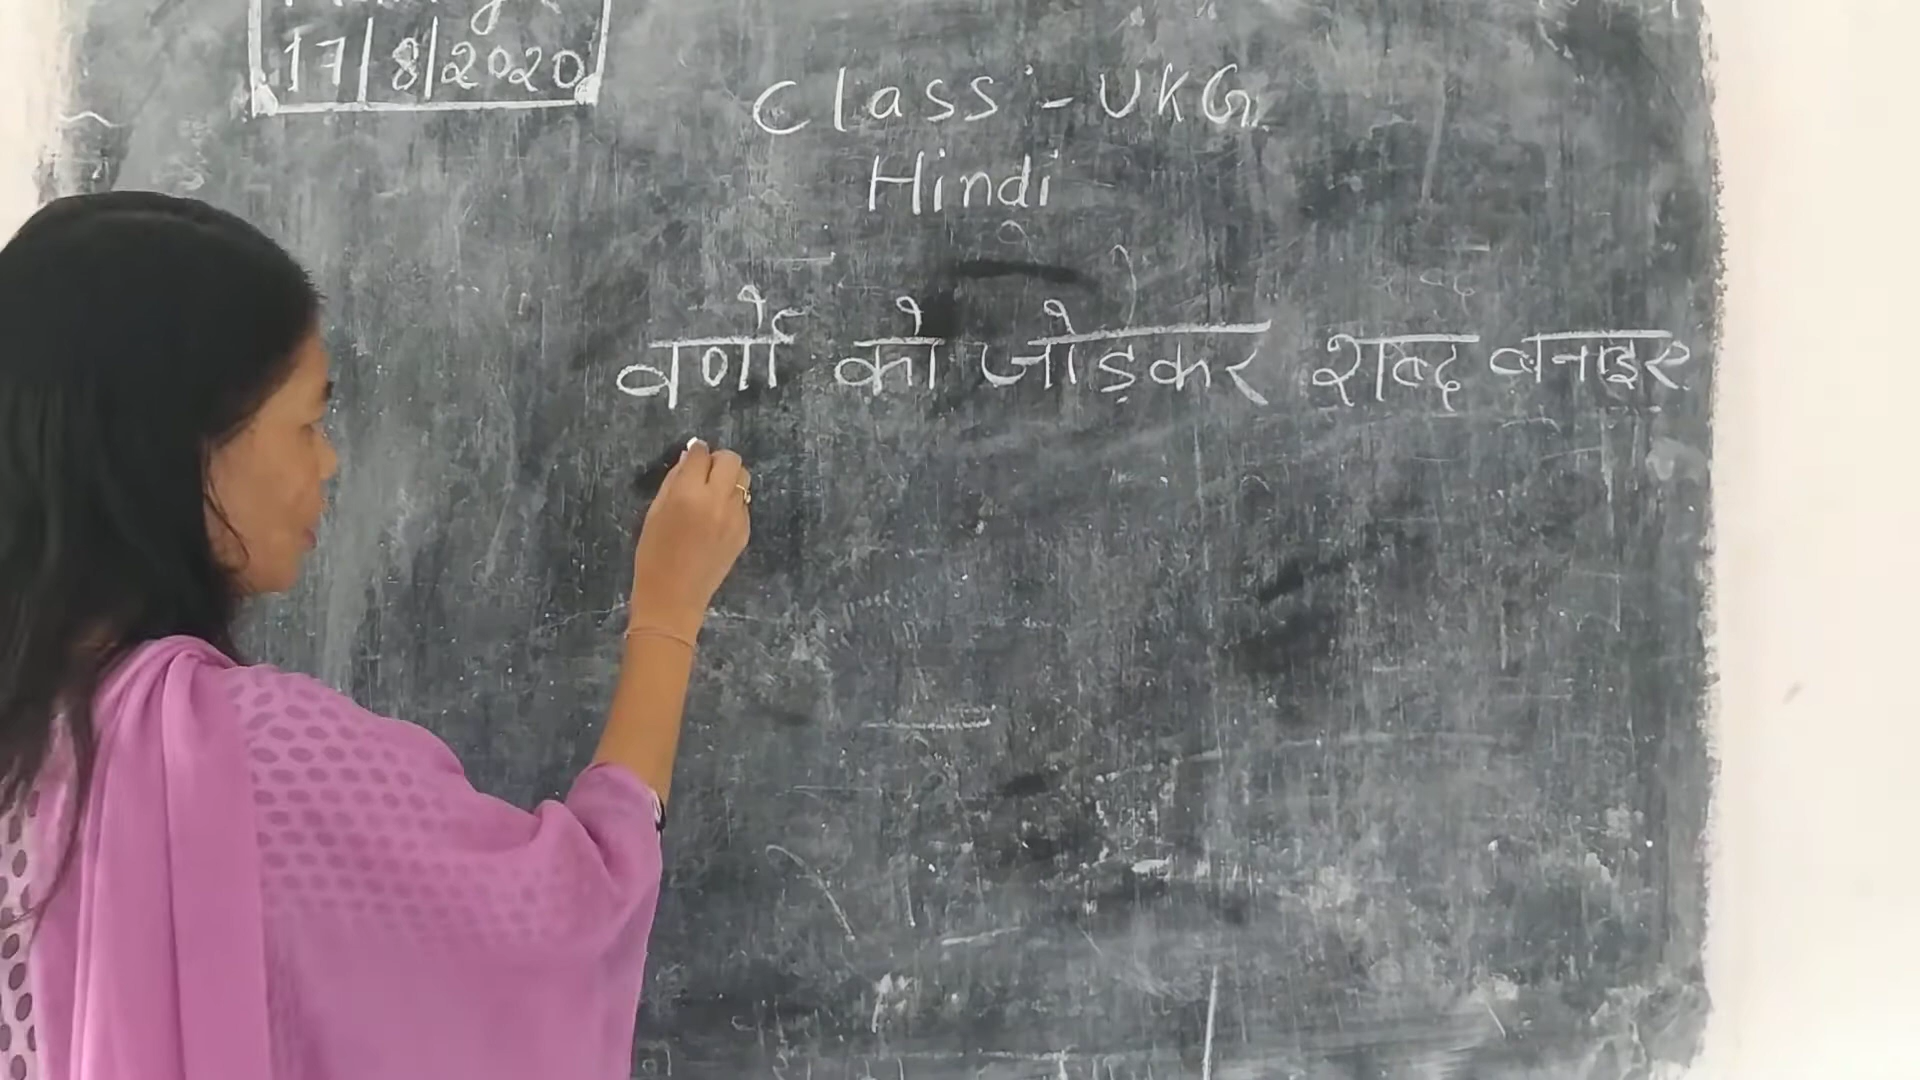 17/8/2020
Class :- UKG
Hindi
वर्णो को जोड़कर शब्द बनाइए